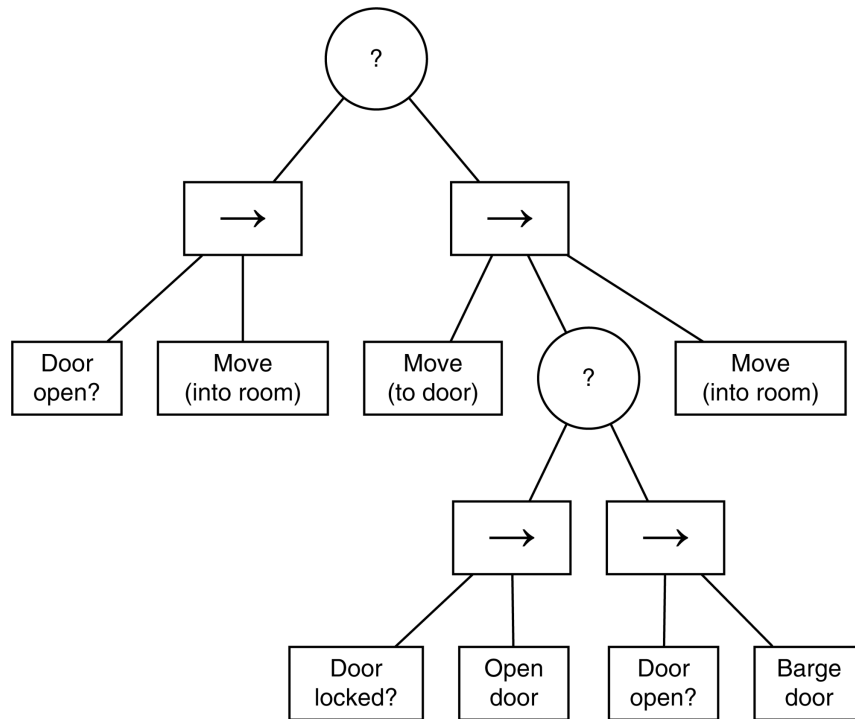 ?
→
→
Door
open?
Move
(into room)
Move
(to door)
?
Move
(into room)
→
→
Door
locked?
Open
door
Door
open?
Barge
door